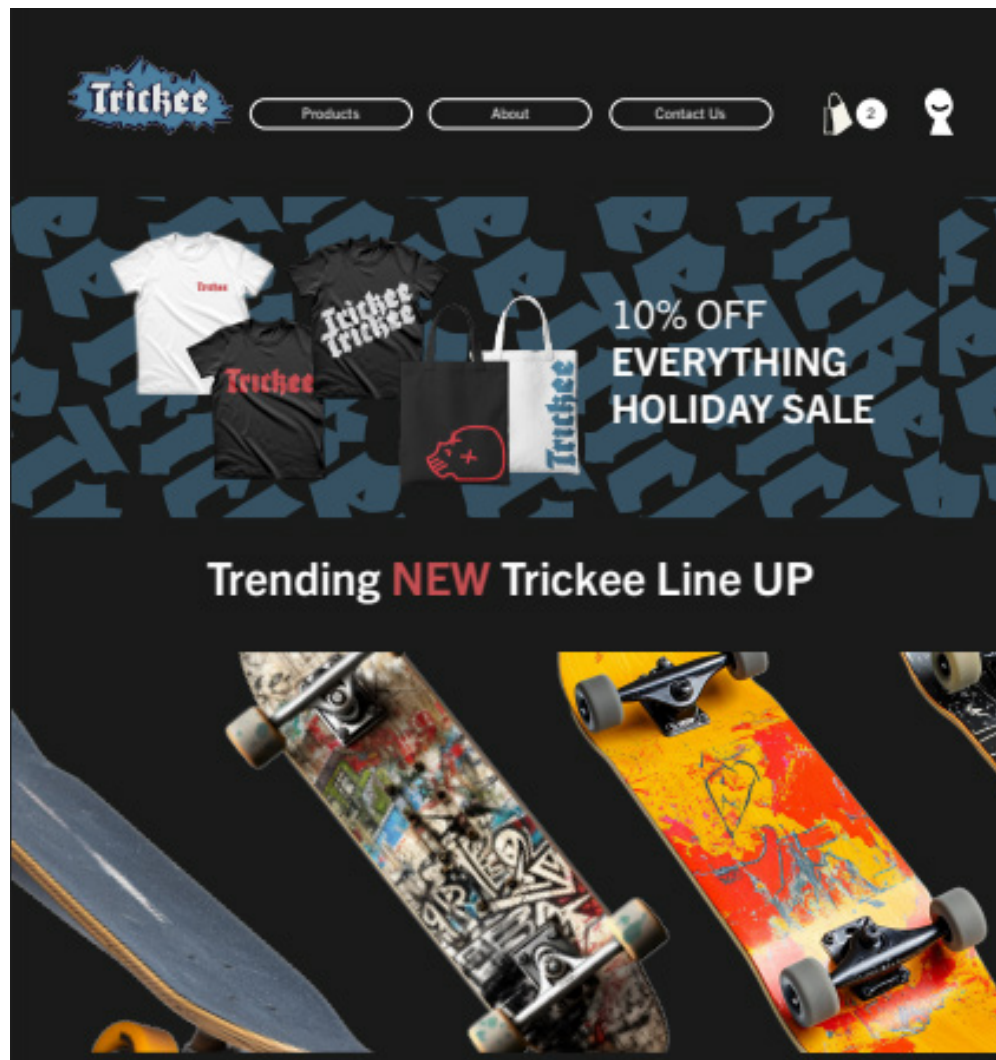 Trickee
Products
About
Contact Us
2
Trickee
Trickee
Trickee
Trickee
Trickee
10% OFF
EVERYTHING
HOLIDAY SALE
Trending NEW Trickee Line UP